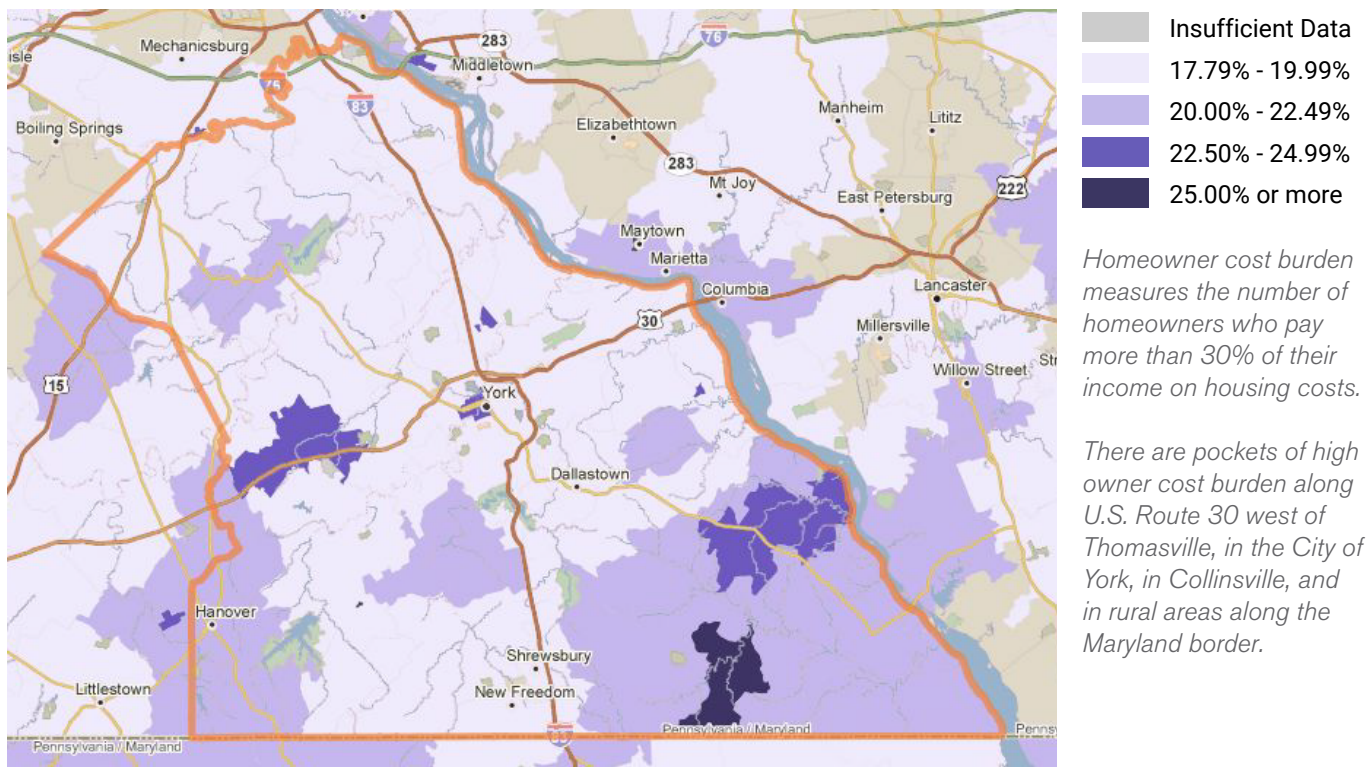 283
76
Mechanicsburg
isle
Middletown
76
83
Manheim
Boiling Springs
Elizabethtown
Lititz
283
Mt Joy
222
East Petersburg
Maytown
Marietta
Columbia
Lancaster
30
Millersville
15
Willow Street
Str
York
Dallastown
Hanover
Shrewsbury
Littlestown
New Freedom
Pennsylvania / Maryland
83
Pennsylvania / Maryland
Penns
Insufficient Data
17.79% - 19.99%
20.00% - 22.49%
22.50% - 24.99%
25.00% or more
Homeowner cost burden
measures the number of
homeowners who pay
more than 30% of their
income on housing costs.
There are pockets of high
owner cost burden along
U.S. Route 30 west of
Thomasville, in the City of
York, in Collinsville, and
in rural areas along the
Maryland border.